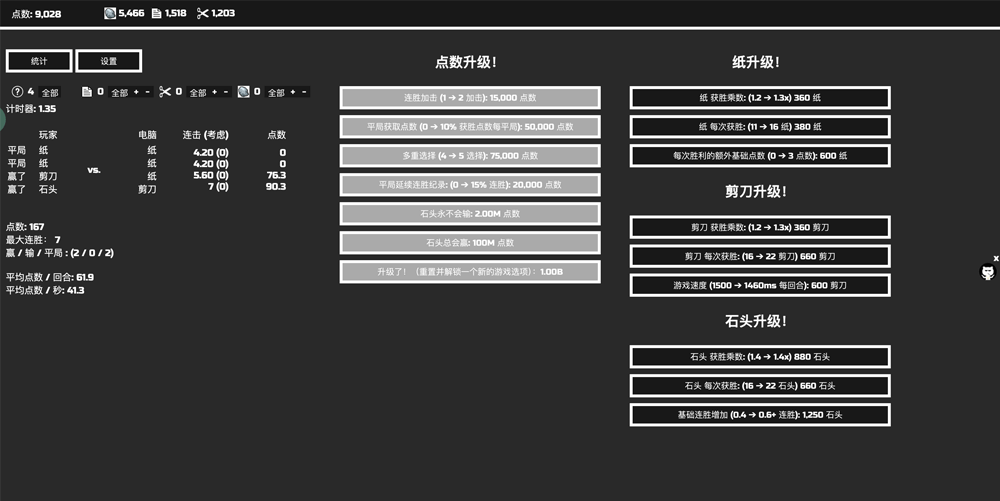 点数: 9,028 5,466 1,518 1,203
统计 设置
4 全部 0 全部 + - 0 全部 + - 0 全部 + -
计时器: 1.35
玩家 电脑 连击 (考虑) 点数
平局 纸 纸 4.20 (0) 0
平局 纸 vs. 纸 4.20 (0) 0
赢了 剪刀 纸 5.60 (0) 76.3
赢了 石头 剪刀 7 (0) 90.3
点数: 167
最大连胜: 7
赢 / 输 / 平局 : (2 / 0 / 2)
平均点数 / 回合: 61.9
平均点数 / 秒: 41.3
点数升级!
连胜加击 (1 → 2 加击): 15,000 点数
平局获取点数 (0 → 10% 获胜点数每平局): 50,000 点数
多重选择 (4 → 5 选择): 75,000 点数
平局延续连胜纪录: (0 → 15% 连胜): 20,000 点数
石头永不会输: 2.00M 点数
石头总会赢: 100M 点数
升级了! (重置并解锁一个新的游戏选项): 1.00B
纸升级!
纸 获胜乘数: (1.2 → 1.3x) 360 纸
纸 每次获胜: (11 → 16 纸) 380 纸
每次胜利的额外基础点数 (0 → 3 点数): 600 纸
剪刀升级!
剪刀 获胜乘数: (1.2 → 1.3x) 360 剪刀
剪刀 每次获胜: (16 → 22 剪刀) 660 剪刀
游戏速度 (1500 → 1460ms 每回合): 600 剪刀
石头升级!
石头 获胜乘数: (1.4 → 1.4x) 880 石头
石头 每次获胜: (16 → 22 石头) 660 石头
基础连胜增加 (0.4 → 0.6+ 连胜): 1,250 石头
x